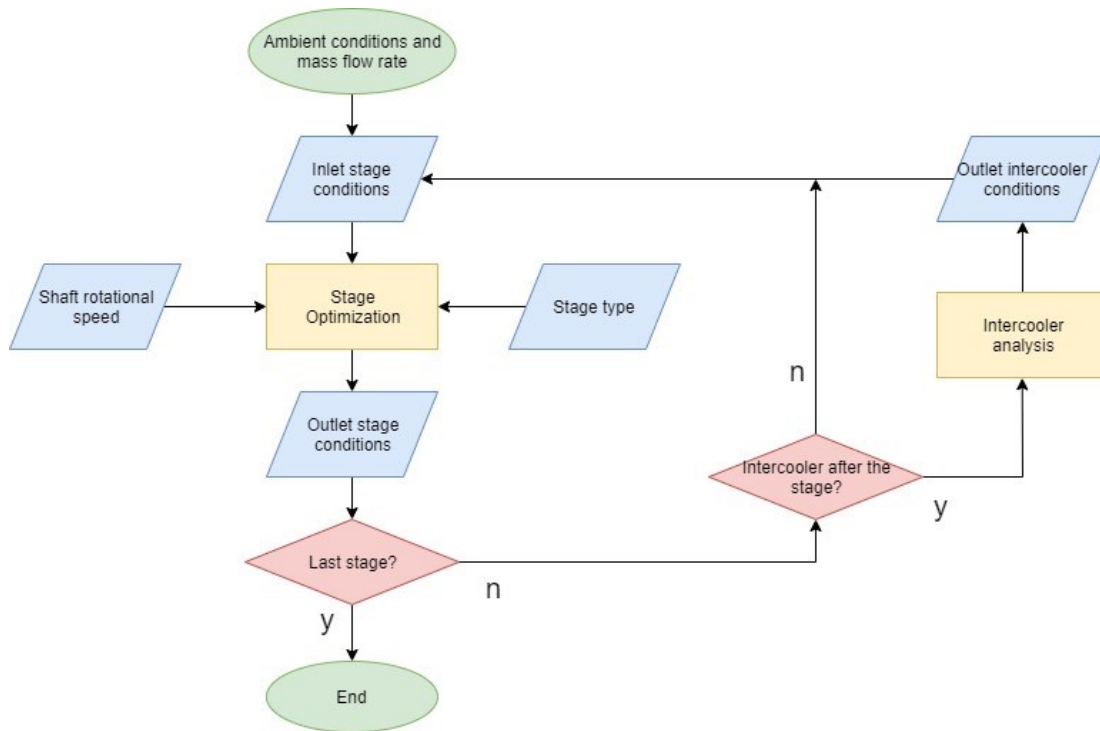 Ambient conditions and
mass flow rate
Inlet stage
conditions
Outlet intercooler
conditions
Shaft rotational
speed
Stage
Optimization
Stage type
Intercooler
analysis
n
Outlet stage
conditions
Intercooler after the
stage?
y
Last stage?
n
y
End